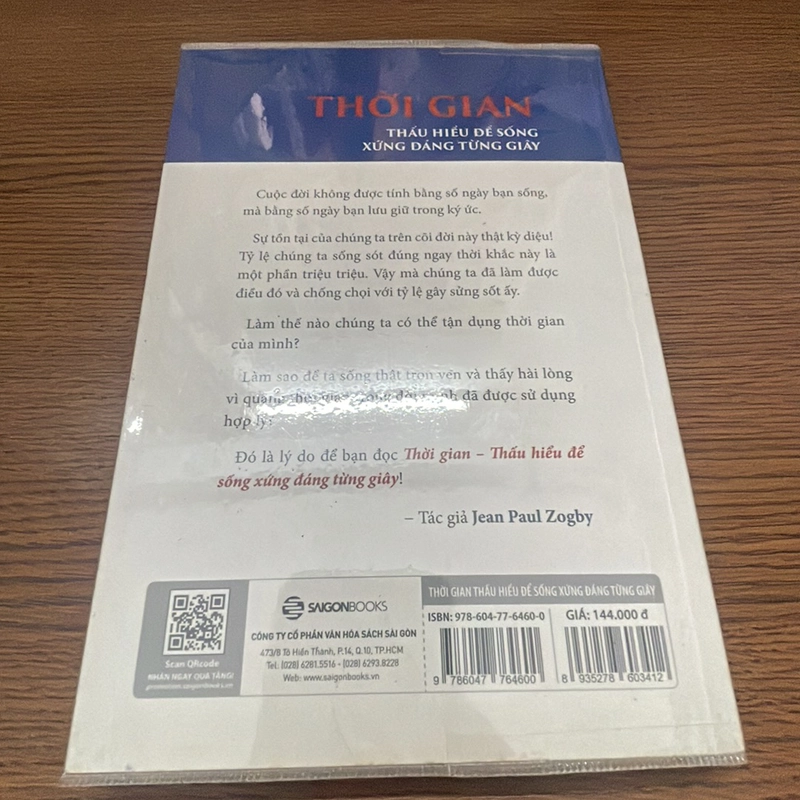 THỜI GIAN
THẤU HIỂU ĐỂ SỐNG
XỨNG ĐÁNG TỪNG GIÂY
Cuộc đời không được tính bằng số ngày bạn sống,
mà bằng số ngày bạn lưu giữ trong ký ức.
Sự tồn tại của chúng ta trên cõi đời này thật kỳ diệu!
Tỷ lệ chúng ta sống sót đúng ngay thời khắc này là
một phần triệu triệu. Vậy mà chúng ta đã làm được
điều đó và chống chọi với tỷ lệ gây sửng sốt ấy.
Làm thế nào chúng ta có thể tận dụng thời gian
của mình?
Làm sao để ta sống thật trọn vẹn và thấy hài lòng
vì đã được sử dụng
hợp lý?
Đó là lý do để bạn đọc Thời gian – Thấu hiểu để
sống xứng đáng từng giây!
– Tác giả Jean Paul Zogby
Scan QRcode
NHẬN NGAY QUÀ TẶNG!
SAIGONBOOKS
CÔNG TY CỔ PHẦN VĂN HÓA SÁCH SÀI GÒN
473/8 Tô Hiến Thành, P.14, Q.10, TP.HCM
Tel: (028) 6281.5516 - (028) 6293.8228
Web: www.saigonbooks.vn
THỜI GIAN THẤU HIỂU ĐỂ SỐNG XỨNG ĐÁNG TỪNG GIÂY
ISBN: 978-604-77-6460-0
GIÁ: 144.000 đ
9 786047 764600
8 935278 603412